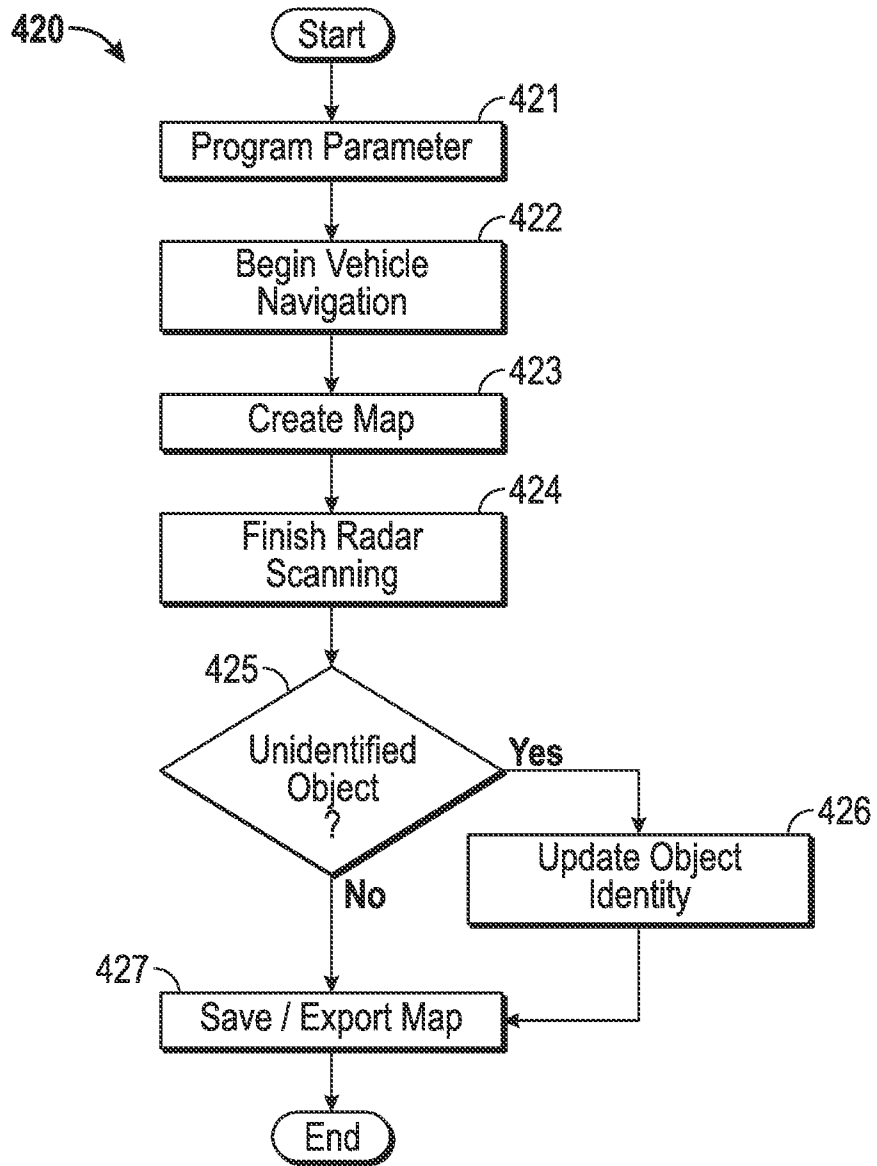 420
Start
421
Program Parameter
422
Begin Vehicle
Navigation
423
Create Map
424
Finish Radar
Scanning
425
Unidentified
Object
?
Yes
426
Update Object
Identity
No
427
Save / Export Map
End